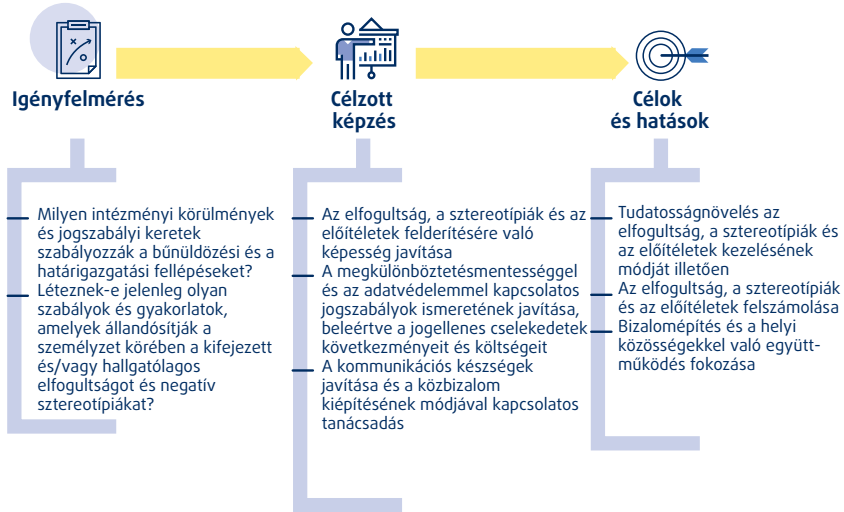 Igényfelmérés
Milyen intézményi körülmények
és jogszabályi keretek
szabályozzák a bűnüldözési és a
határigazgatási fellépéseket?
Léteznek-e jelenleg olyan
szabályok és gyakorlatok,
amelyek állandósítják a
személyzet körében a kifejezett
és/vagy hallgatólagos
elfogultságot és negatív
sztereotípiákat?
Célzott
képzés
Az elfogultság, a sztereotípiák és az
előítéletek felderítésére való
képesség javítása
A megkülönböztetésmentességgel
és az adatvédelemmel kapcsolatos
jogszabályok ismeretének javítása,
beleértve a jogellenes cselekedetek
következményeit és költségeit
A kommunikációs készségek
javítása és a közbizalom
kiépítésének módjával kapcsolatos
tanácsadás
Célok
és hatások
Tudatosságnövelés az
elfogultság, a sztereotípiák és
az előítéletek kezelésének
módját illetően
Az elfogultság, a sztereotípiák
és az előítéletek felszámolása
Bizalomépítés és a helyi
közösségekkel való együtt-
működés fokozása